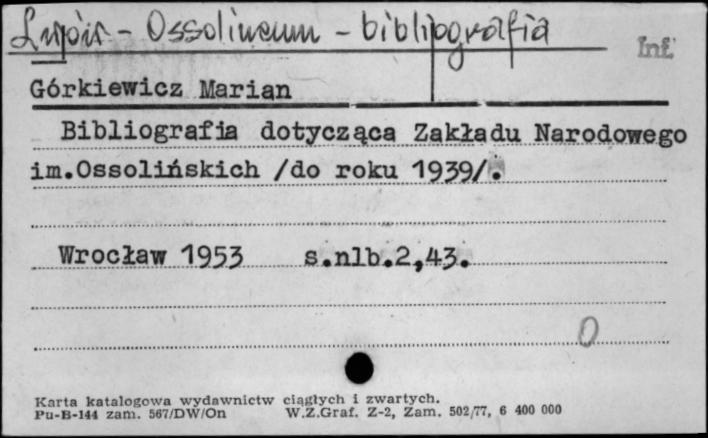 Ossolineum - bibliografia
Inf.
Górkiewicz Marian
Bibliografia dotycząca Zakładu Narodowego
im.Ossolińskich /do roku 1939/.
Wrocław 1953 s.nlb.2,43.
0
Karta katalogowa wydawnictw ciągłych i zwartych.
Pu-B-144 zam. 567/DW/On W.Z.Graf. Z-2, Zam. 502/77, 6 400 000